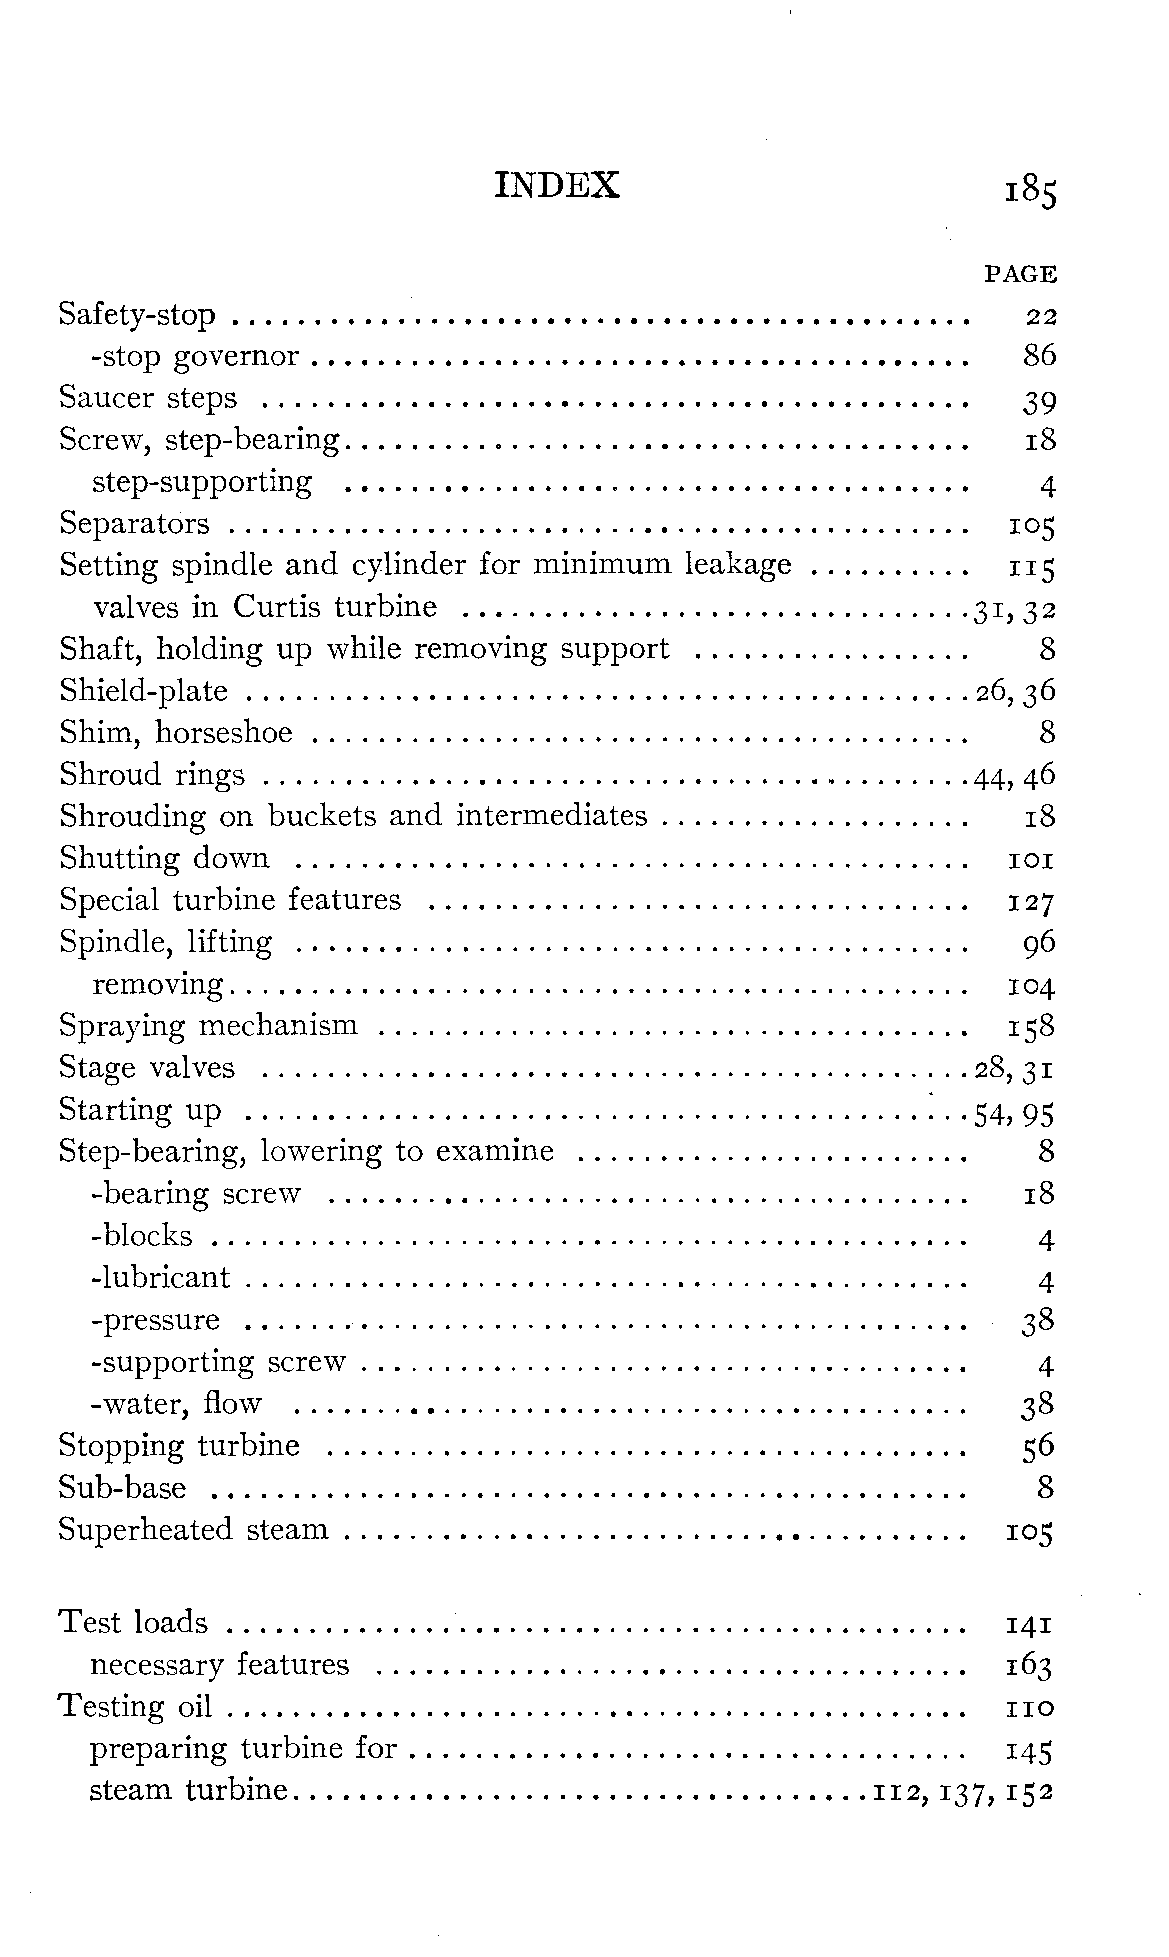 INDEX 185
PAGE
Safety-stop ............................................. 22
-stop governor ........................................ 86
Saucer steps ........................................... 39
Screw, step-bearing...................................... 18
step-supporting ...................................... 4
Separators ............................................. 105
Setting spindle and cylinder for minimum leakage .......... 115
valves in Curtis turbine ...............................31, 32
Shaft, holding up while removing support ................. 8
Shield-plate ............................................26, 36
Shim, horseshoe ........................................ 8
Shroud rings ...........................................44, 46
Shrouding on buckets and intermediates ................... 18
Shutting down ......................................... 101
Special turbine features ................................. 127
Spindle, lifting ......................................... 96
removing............................................. 104
Spraying mechanism .................................... 158
Stage valves ...........................................28, 31
Starting up ............................................54, 95
Step-bearing, lowering to examine ........................ 8
-bearing screw ....................................... 18
-blocks .............................................. 4
-lubricant ............................................ 4
-pressure ............................................ 38
-supporting screw ..................................... 4
-water, flow ......................................... 38
Stopping turbine ....................................... 56
Sub-base .............................................. 8
Superheated steam ...................................... 105
Test loads ............................................. 141
necessary features .................................... 163
Testing oil ............................................. 110
preparing turbine for .................................. 145
steam turbine...................................112, 137, 152